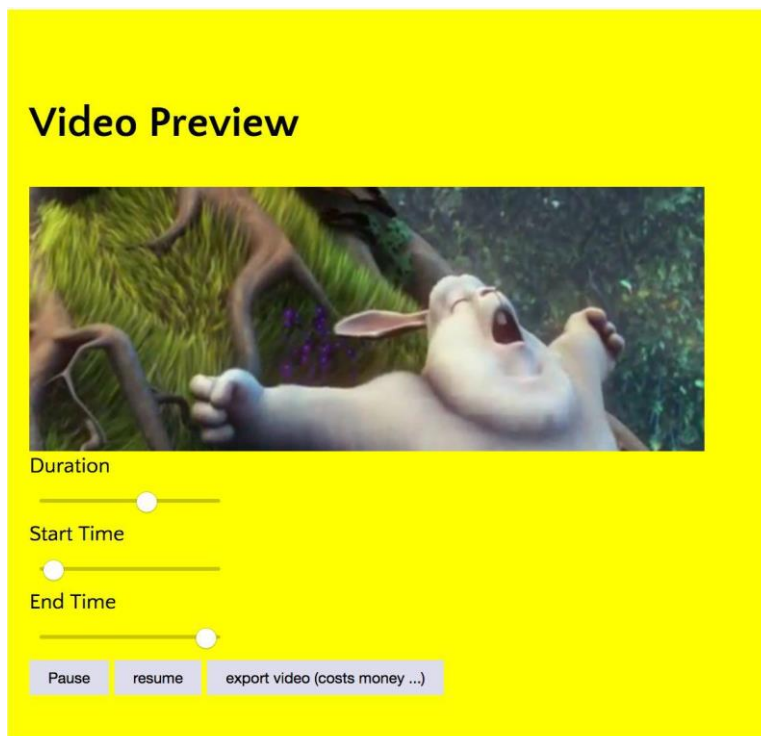 Video Preview
Duration
Start Time
End Time
Pause resume export video (costs money ...)